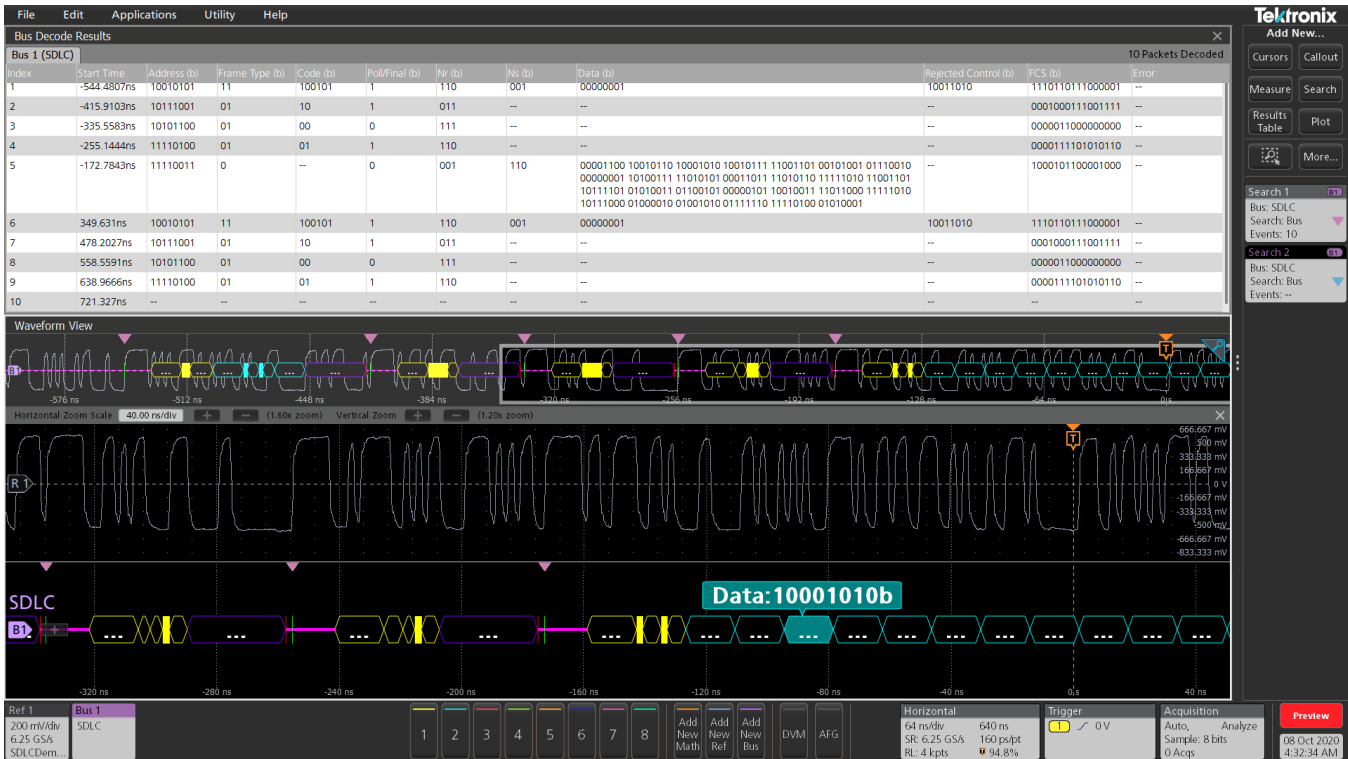 File Edit Applications Utility Help
Tektronix
Add New...
Bus Decode Results
Bus 1 (SDLC)
10 Packets Decoded
Index Start Time Address (b) Frame Type (b) Code (b) Poll/Final (b) Nr (b) Ns (b) Data (b) Rejected Control (b) FCS (b) Error
1 -544.4807ns 10010101 11 100101 1 110 001 00000001 10011010 1110110111000001 --
2 -415.9103ns 10111001 01 10 1 011 -- -- -- 0001000111001111 --
3 -335.5583ns 10101100 01 00 0 111 -- -- -- 0000011000000000 --
4 -255.1444ns 11110100 01 01 1 110 -- -- -- 0000111101010110 --
5 -172.7843ns 11110011 0 -- 0 001 110 00001100 10010110 10001010 10010111 11001101 00101001 01110010 -- 1000101100001000 --
00000001 10100111 11010101 00011011 11010110 11111010 11001101
10111101 01010011 01100101 00000101 10010011 11011000 11111010
10111000 01000010 01001010 01111110 11110100 01010001
6 349.631ns 10010101 11 100101 1 110 001 00000001 10011010 1110110111000001 --
7 478.2027ns 10111001 01 10 1 011 -- -- -- 0001000111001111 --
8 558.5591ns 10101100 01 00 0 111 -- -- -- 0000011000000000 --
9 638.9666ns 11110100 01 01 1 110 -- -- -- 0000111101010110 --
10 721.327ns -- -- -- -- -- -- -- -- -- --
Cursors Callout
Measure Search
Results Table Plot
More...
Search 1 B1
Bus: SDLC
Search: Bus
Events: 10
Search 2 B1
Bus: SDLC
Search: Bus
Events: --
Waveform View
T
B1 ... ... ... ... ... ... ... ... ... ... ... ... ... ... ... ... ...
-576 ns -512 ns -448 ns -384 ns -320 ns -256 ns -192 ns -128 ns -64 ns 0 s
Horizontal Zoom Scale 40.00 ns/div + - (1.60x zoom) Vertical Zoom + - (1.20x zoom)
T
666.667 mV
500 mV
333.333 mV
166.667 mV
R 1
0 V
-166.667 mV
-333.333 mV
-500 mV
-666.667 mV
-833.333 mV
Data:10001010b
SDLC
B1 + ... ... ... ... ... ... ... ... ... ... ... ... ... ... ...
-320 ns -280 ns -240 ns -200 ns -160 ns -120 ns -80 ns -40 ns 0 s 40 ns
Ref 1
200 mV/div
6.25 GS/s
SDLCDem...
Bus 1
SDLC
1 2 3 4 5 6 7 8
Add New Math
Add New Ref
Add New Bus
DVM
AFG
Horizontal
64 ns/div 640 ns
SR: 6.25 GS/s 160 ps/pt
RL: 4 kpts 94.8%
Trigger
1 0 V
Acquisition
Auto, Analyze
Sample: 8 bits
0 Acqs
Preview
08 Oct 2020
4:32:34 AM